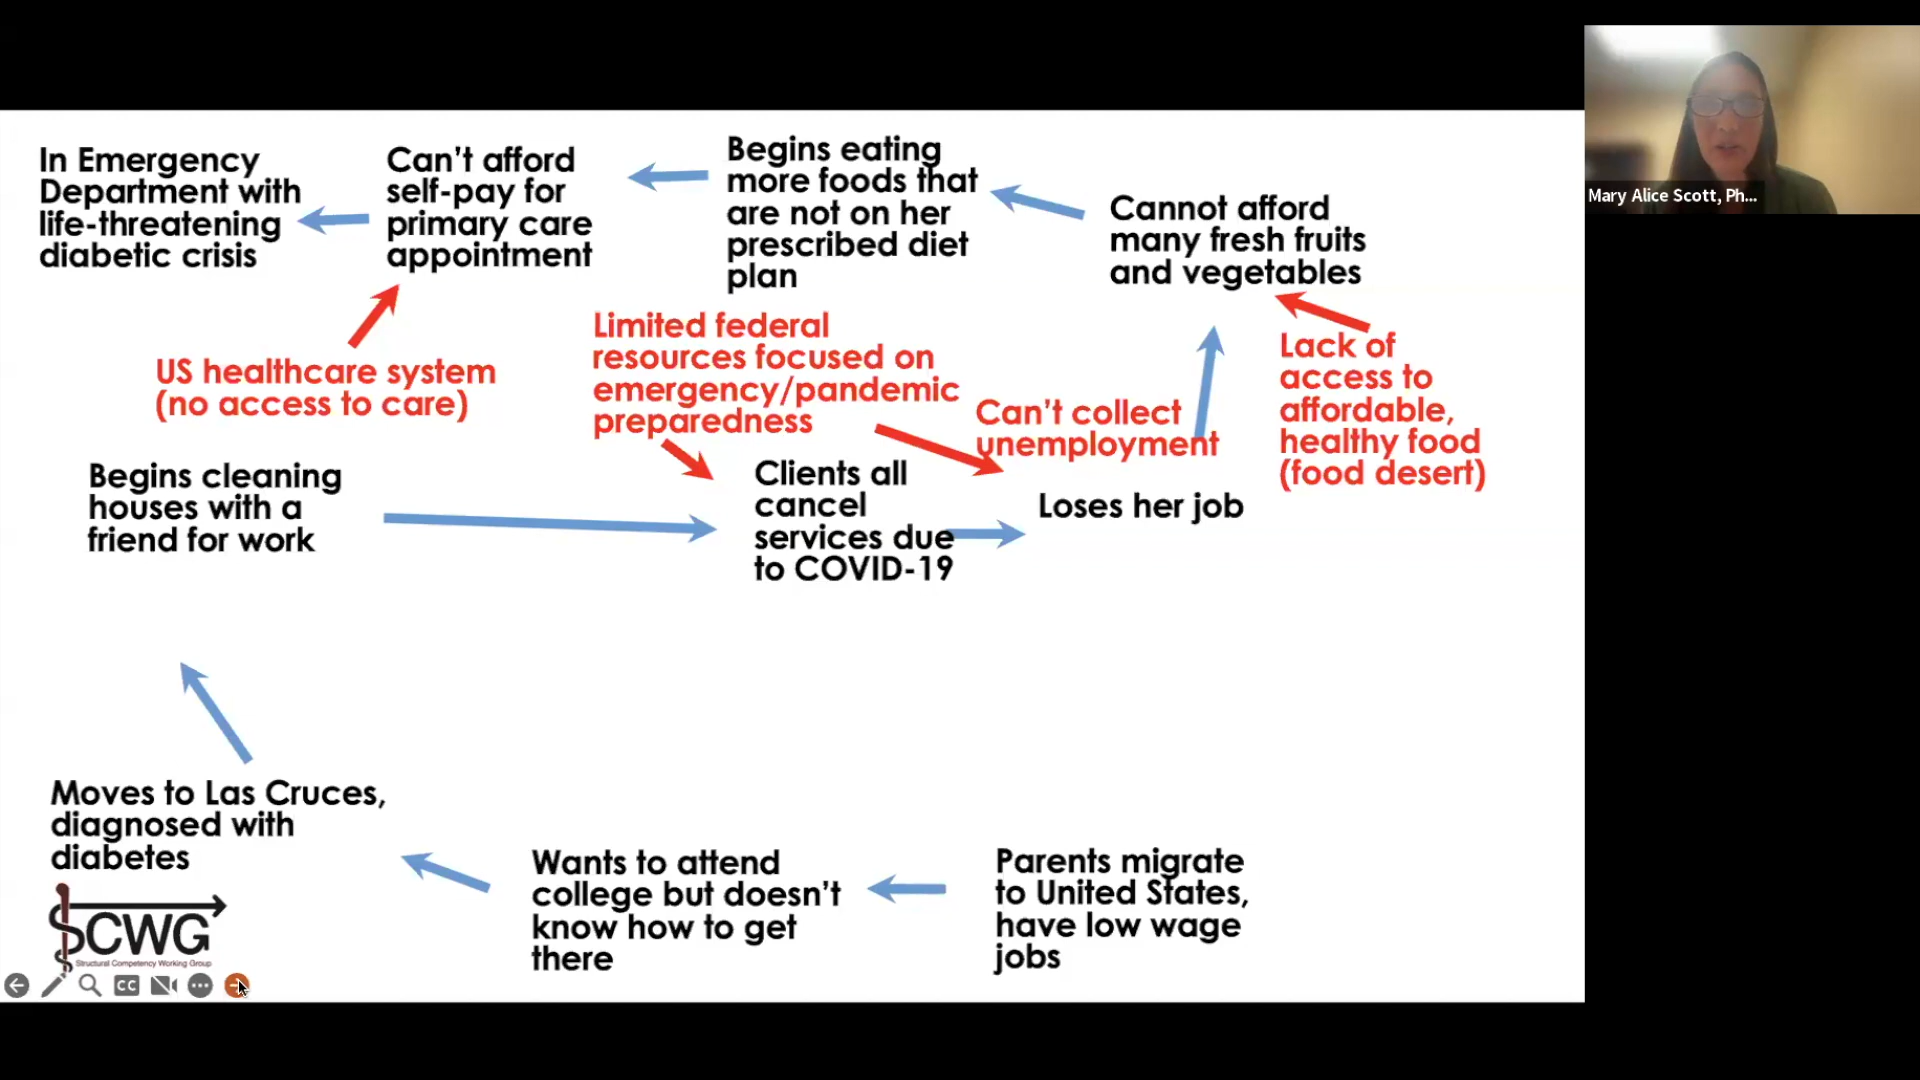 In Emergency
Department with
life-threatening
diabetic crisis
Can't afford
self-pay for
primary care
appointment
Begins eating
more foods that
are not on her
prescribed diet
plan
Cannot afford
many fresh fruits
and vegetables
Mary Alice Scott, Ph...
US healthcare system
(no access to care)
Limited federal
resources focused on
emergency/pandemic
preparedness
Can't collect
unemployment
Lack of
access to
affordable,
healthy food
(food desert)
Begins cleaning
houses with a
friend for work
Clients all
cancel
services due
to COVID-19
Loses her job
Moves to Las Cruces,
diagnosed with
diabetes
Wants to attend
college but doesn't
know how to get
there
Parents migrate
to United States,
have low wage
jobs
SCWG
Structural Competency Working Group
CC